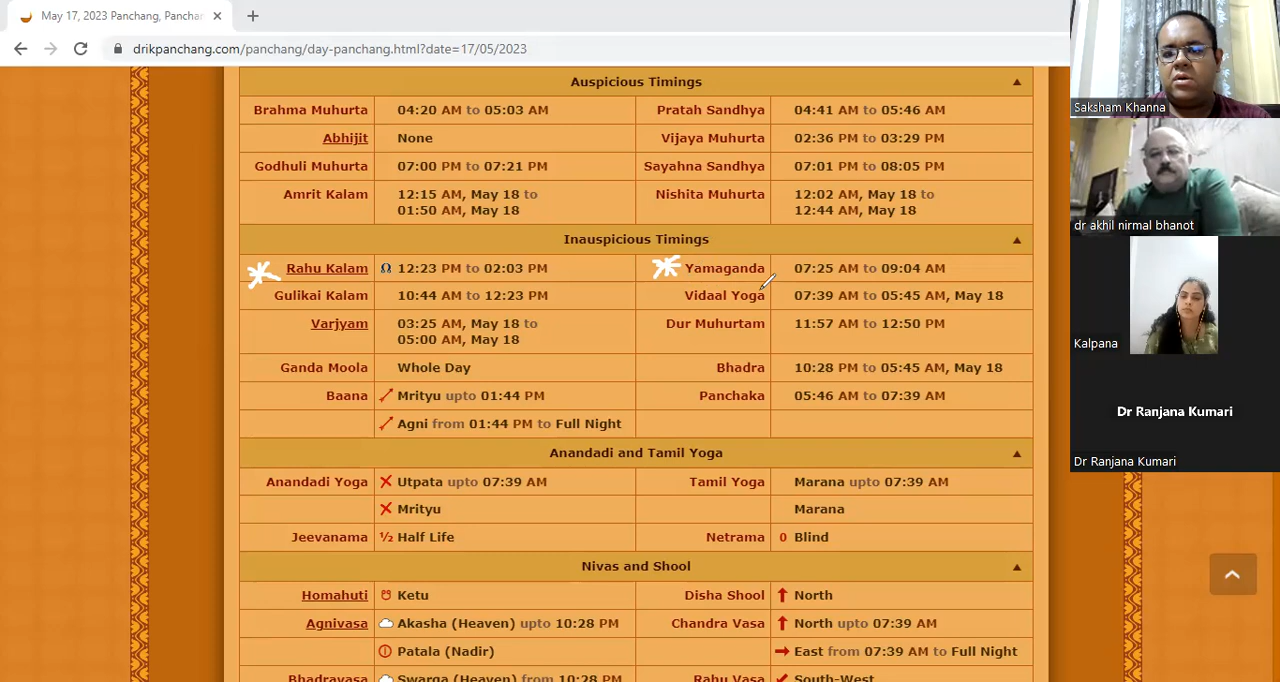 May 17, 2023 Panchang, Pancha
drikpanchang.com/panchang/day-panchang.html?date=17/05/2023
Auspicious Timings
Brahma Muhurta 04:20 AM to 05:03 AM Pratah Sandhya 04:41 AM to 05:46 AM
Abhijit None Vijaya Muhurta 02:36 PM to 03:29 PM
Godhuli Muhurta 07:00 PM to 07:21 PM Sayahna Sandhya 07:01 PM to 08:05 PM
Amrit Kalam 12:15 AM, May 18 to Nishita Muhurta 12:02 AM, May 18 to
01:50 AM, May 18 12:44 AM, May 18
Inauspicious Timings
Rahu Kalam 12:23 PM to 02:03 PM Yamaganda 07:25 AM to 09:04 AM
Gulikai Kalam 10:44 AM to 12:23 PM Vidaal Yoga 07:39 AM to 05:45 AM, May 18
Varjyam 03:25 AM, May 18 to Dur Muhurtam 11:57 AM to 12:50 PM
05:00 AM, May 18
Ganda Moola Whole Day Bhadra 10:28 PM to 05:45 AM, May 18
Baana Mrityu upto 01:44 PM Panchaka 05:46 AM to 07:39 AM
Agni from 01:44 PM to Full Night
Anandadi and Tamil Yoga
Anandadi Yoga Utpata upto 07:39 AM Tamil Yoga Marana upto 07:39 AM
Mrityu Marana
Jeevanama ½ Half Life Netrama 0 Blind
Nivas and Shool
Homahuti Ketu Disha Shool North
Agnivasa Akasha (Heaven) upto 10:28 PM Chandra Vasa North upto 07:39 AM
Patala (Nadir) East from 07:39 AM to Full Night
Bhadravasa Swarga (Heaven) from 10:28 PM Rahu Vasa South-West
Saksham Khanna
dr akhil nirmal bhanot
Kalpana
Dr Ranjana Kumari
Dr Ranjana Kumari